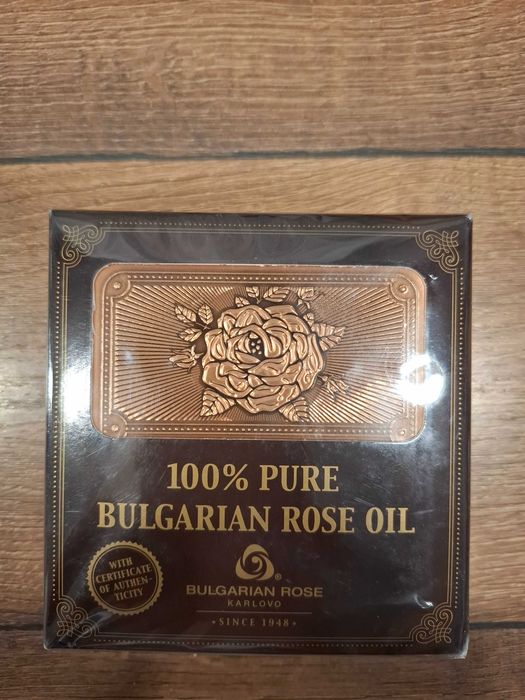 100% PURE
BULGARIAN ROSE OIL
WITH
CERTIFICATE
OF AUTHEN-
TICITY
®
BULGARIAN ROSE
KARLOVO
• SINCE 1948 •